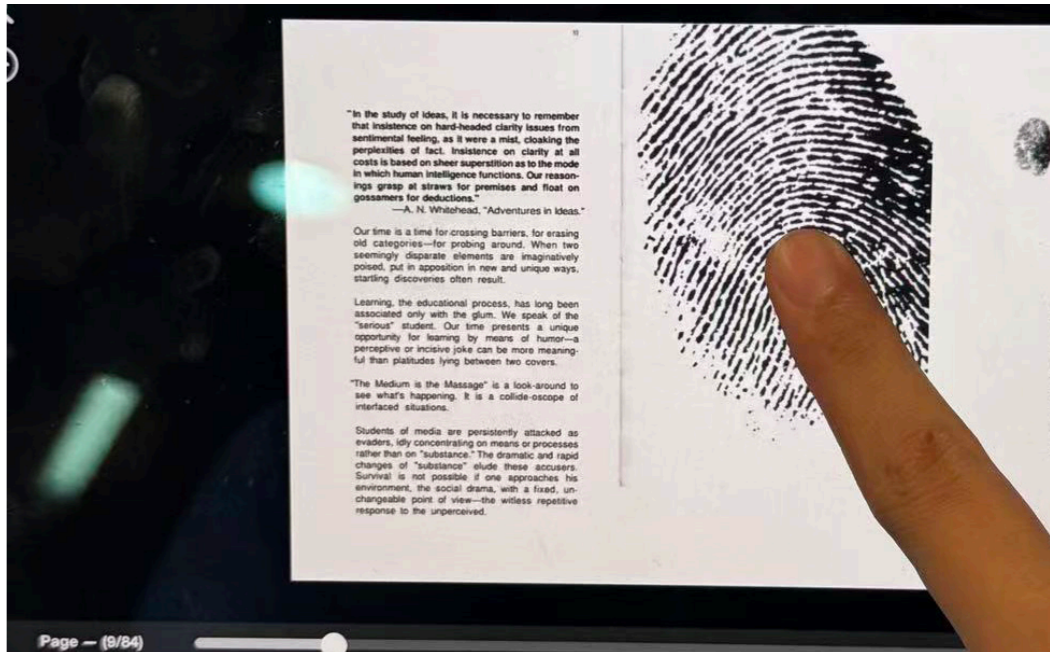 10
"In the study of ideas, it is necessary to remember
that insistence on hard-headed clarity issues from
sentimental feeling, as it were a mist, cloaking the
perplexities of fact. Insistence on clarity at all
costs is based on sheer superstition as to the mode
in which human intelligence functions. Our reason-
ings grasp at straws for premises and float on
gossamers for deductions."
—A. N. Whitehead, "Adventures in Ideas."
Our time is a time for crossing barriers, for erasing
old categories—for probing around. When two
seemingly disparate elements are imaginatively
poised, put in apposition in new and unique ways,
startling discoveries often result.
Learning, the educational process, has long been
associated only with the glum. We speak of the
"serious" student. Our time presents a unique
opportunity for learning by means of humor—a
perceptive or incisive joke can be more meaning-
ful than platitudes lying between two covers.
"The Medium is the Massage" is a look-around to
see what's happening. It is a collide-oscope of
interfaced situations.
Students of media are persistently attacked as
evaders, idly concentrating on means or processes
rather than on "substance." The dramatic and rapid
changes of "substance" elude these accusers.
Survival is not possible if one approaches his
environment, the social drama, with a fixed, un-
changeable point of view—the witless repetitive
response to the unperceived.
Page — (9/84)